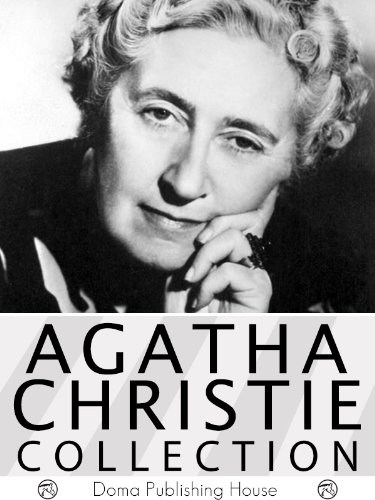 AGATHA
CHRISTIE
COLLECTION
Doma Publishing House